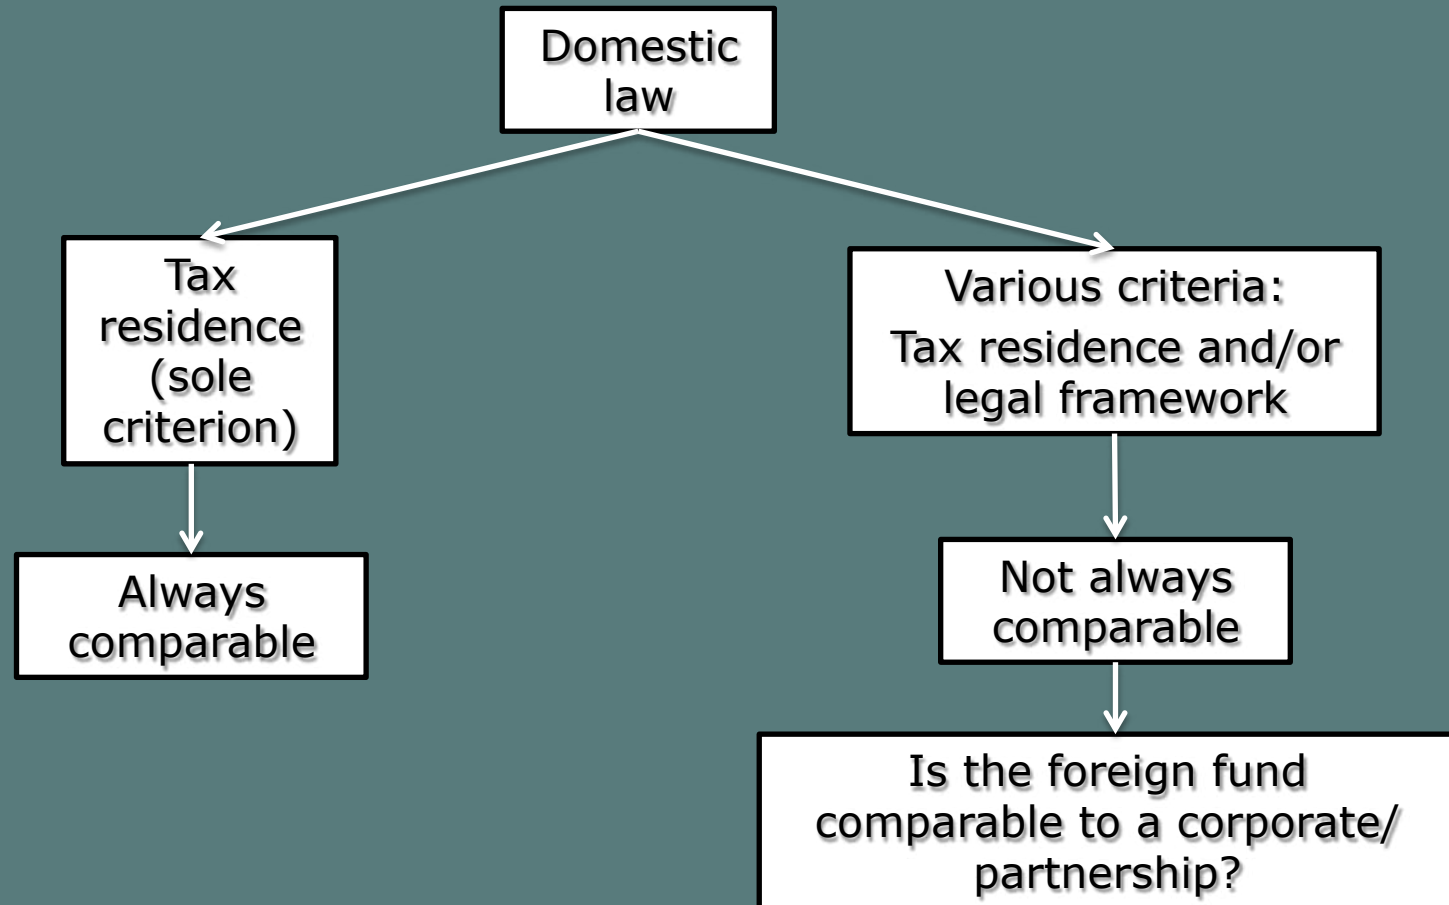 Domestic
law
Tax
residence
(sole
criterion)
Various criteria:
Tax residence and/or
legal framework
Always
comparable
Not always
comparable
Is the foreign fund
comparable to a corporate/
partnership?